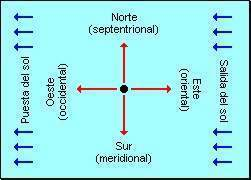 Norte
(septentrional)
Puesta del sol
Oeste
(occidental)
Este
(oriental)
Salida del sol
Sur
(meridional)